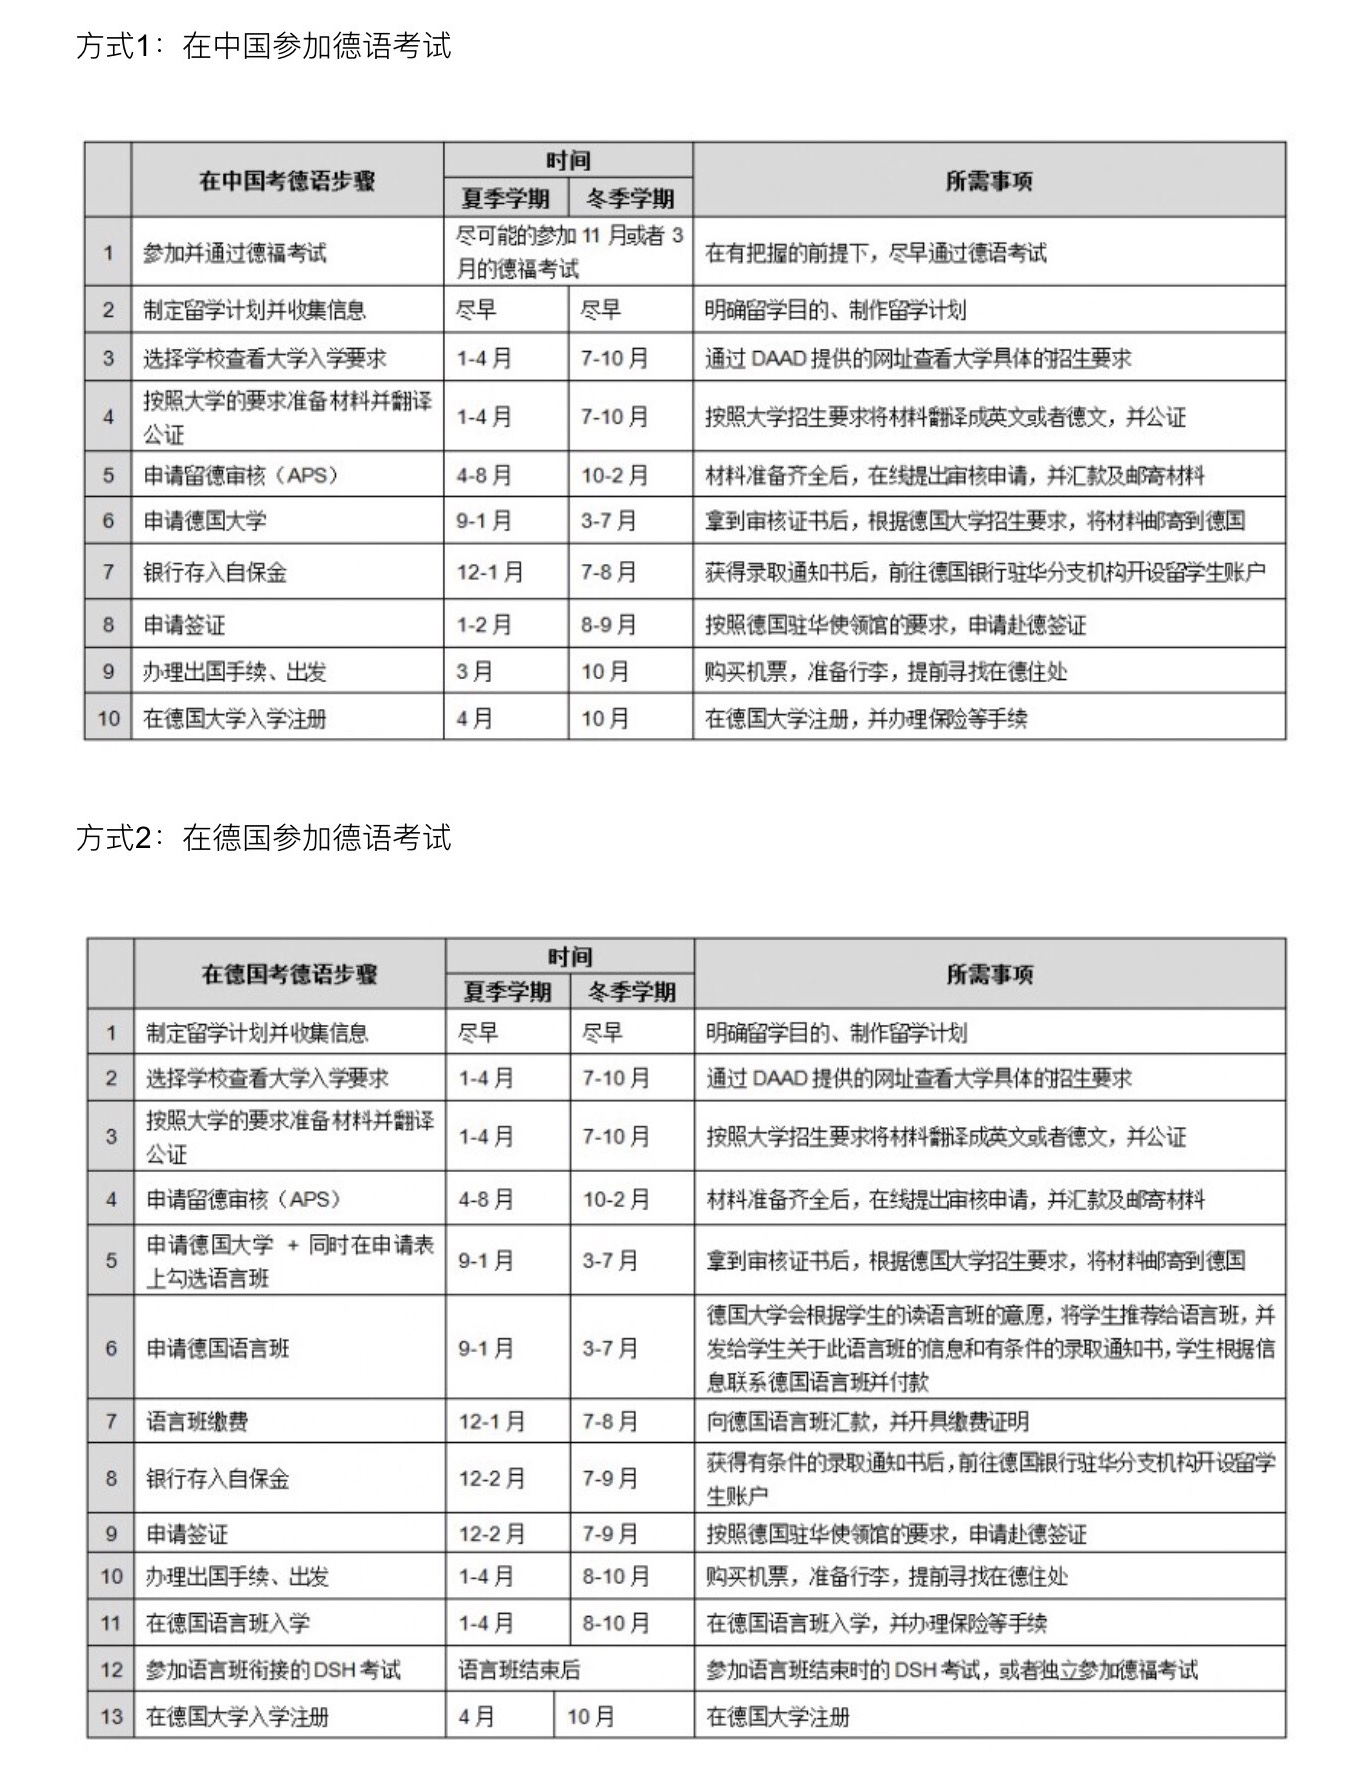 方式1：在中国参加德语考试
在中国考德语步骤 时间 所需事项
夏季学期 冬季学期
1 参加并通过德福考试 尽可能的参加 11 月或者 3 月的德福考试 在有把握的前提下，尽早通过德语考试
2 制定留学计划并收集信息 尽早 尽早 明确留学目的、制作留学计划
3 选择学校查看大学入学要求 1-4 月 7-10 月 通过 DAAD 提供的网址查看大学具体的招生要求
4 按照大学的要求准备材料并翻译公证 1-4 月 7-10 月 按照大学招生要求将材料翻译成英文或者德文，并公证
5 申请留德审核（APS） 4-8 月 10-2 月 材料准备齐全后，在线提出审核申请，并汇款及邮寄材料
6 申请德国大学 9-1 月 3-7 月 拿到审核证书后，根据德国大学招生要求，将材料邮寄到德国
7 银行存入自保金 12-1 月 7-8 月 获得录取通知书后，前往德国银行驻华分支机构开设留学生账户
8 申请签证 1-2 月 8-9 月 按照德国驻华使领馆的要求，申请赴德签证
9 办理出国手续、出发 3 月 10 月 购买机票，准备行李，提前寻找在德住处
10 在德国大学入学注册 4 月 10 月 在德国大学注册，并办理保险等手续
方式2：在德国参加德语考试
在德国考德语步骤 时间 所需事项
夏季学期 冬季学期
1 制定留学计划并收集信息 尽早 尽早 明确留学目的、制作留学计划
2 选择学校查看大学入学要求 1-4 月 7-10 月 通过 DAAD 提供的网址查看大学具体的招生要求
3 按照大学的要求准备材料并翻译公证 1-4 月 7-10 月 按照大学招生要求将材料翻译成英文或者德文，并公证
4 申请留德审核（APS） 4-8 月 10-2 月 材料准备齐全后，在线提出审核申请，并汇款及邮寄材料
5 申请德国大学 + 同时在申请表上勾选语言班 9-1 月 3-7 月 拿到审核证书后，根据德国大学招生要求，将材料邮寄到德国
6 申请德国语言班 9-1 月 3-7 月 德国大学会根据学生的读语言班的意愿，将学生推荐给语言班，并发给学生关于此语言班的信息和有条件的录取通知书，学生根据信息联系德国语言班并付款
7 语言班缴费 12-1 月 7-8 月 向德国语言班汇款，并开具缴费证明
8 银行存入自保金 12-2 月 7-9 月 获得有条件的录取通知书后，前往德国银行驻华分支机构开设留学生账户
9 申请签证 12-2 月 7-9 月 按照德国驻华使领馆的要求，申请赴德签证
10 办理出国手续、出发 1-4 月 8-10 月 购买机票，准备行李，提前寻找在德住处
11 在德国语言班入学 1-4 月 8-10 月 在德国语言班入学，并办理保险等手续
12 参加语言班衔接的 DSH 考试 语言班结束后 参加语言班结束时的 DSH 考试，或者独立参加德福考试
13 在德国大学入学注册 4 月 10 月 在德国大学注册